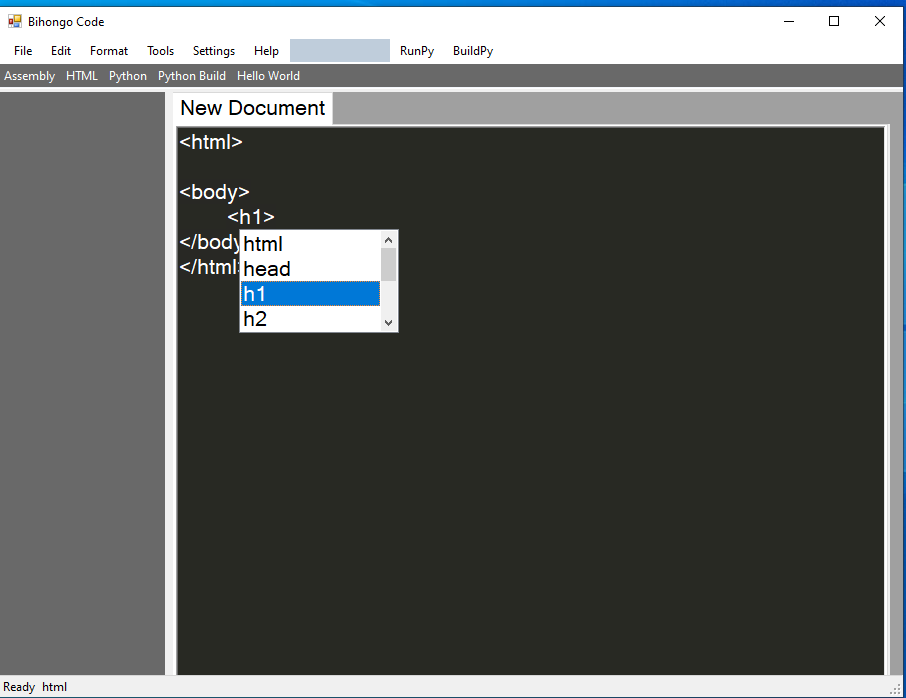 Bihongo Code
File Edit Format Tools Settings Help RunPy BuildPy
Assembly HTML Python Python Build Hello World
New Document
<html>
<body>
<h1>
</body
</html
html
head
h1
h2
Ready html